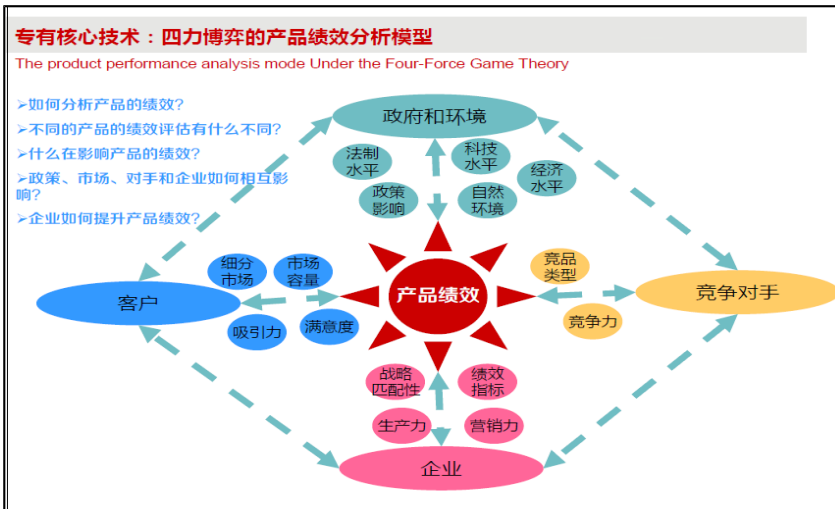 专有核心技术：四力博弈的产品绩效分析模型
The product performance analysis mode Under the Four-Force Game Theory
➢如何分析产品的绩效?
➢不同的产品的绩效评估有什么不同?
➢什么在影响产品的绩效?
➢政策、市场、对手和企业如何相互影
响?
➢企业如何提升产品绩效?
政府和环境
法制
水平
科技
水平
经济
水平
政策
影响
自然
环境
细分
市场
市场
容量
客户
吸引力
满意度
产品绩效
竞品
类型
竞争力
竞争对手
战略
匹配性
绩效
指标
生产力
营销力
企业